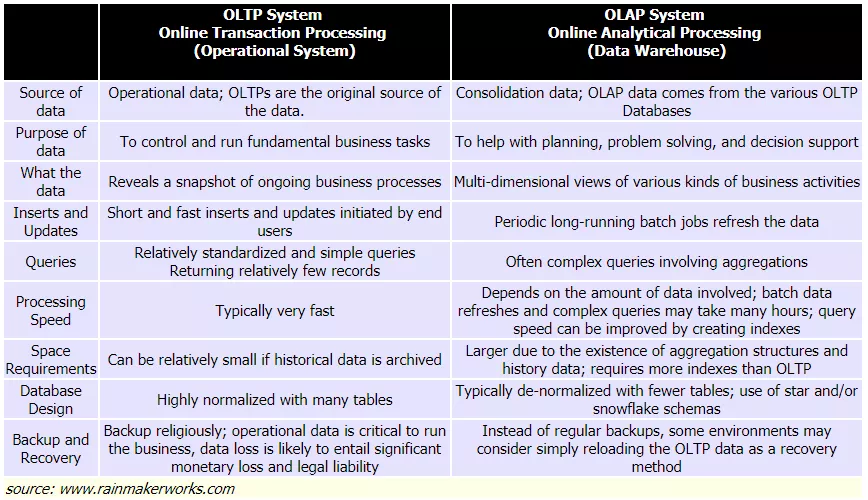 OLTP System
Online Transaction Processing
(Operational System)
OLAP System
Online Analytical Processing
(Data Warehouse)
Source of
data
Operational data; OLTPs are the original source of
the data.
Consolidation data; OLAP data comes from the various OLTP
Databases
Purpose of
data
To control and run fundamental business tasks
To help with planning, problem solving, and decision support
What the
data
Reveals a snapshot of ongoing business processes
Multi-dimensional views of various kinds of business activities
Inserts and
Updates
Short and fast inserts and updates initiated by end
users
Periodic long-running batch jobs refresh the data
Queries
Relatively standardized and simple queries
Returning relatively few records
Often complex queries involving aggregations
Processing
Speed
Typically very fast
Depends on the amount of data involved; batch data
refreshes and complex queries may take many hours; query
speed can be improved by creating indexes
Space
Requirements
Can be relatively small if historical data is archived
Larger due to the existence of aggregation structures and
history data; requires more indexes than OLTP
Database
Design
Highly normalized with many tables
Typically de-normalized with fewer tables; use of star and/or
snowflake schemas
Backup and
Recovery
Backup religiously; operational data is critical to run
the business, data loss is likely to entail significant
monetary loss and legal liability
Instead of regular backups, some environments may
consider simply reloading the OLTP data as a recovery
method
source: www.rainmakerworks.com